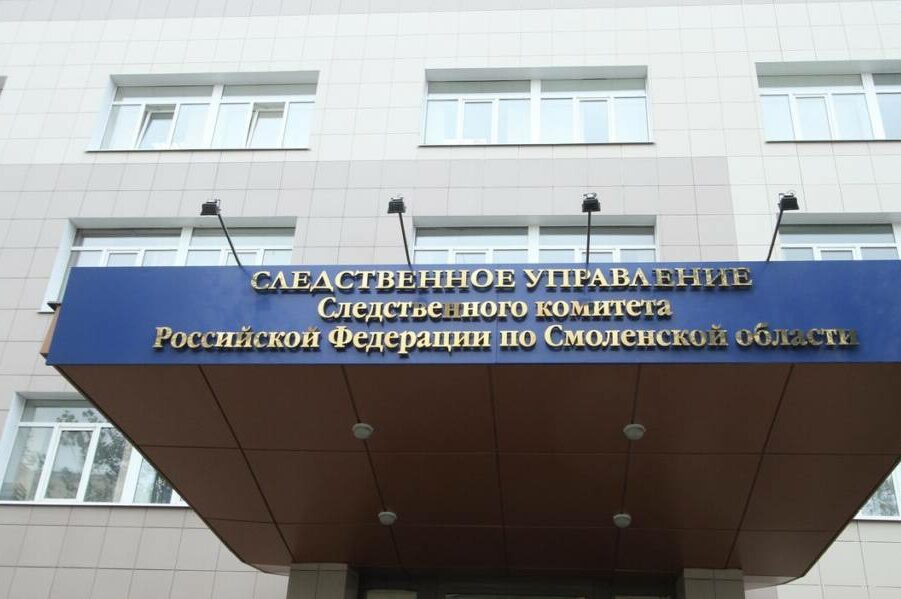 СЛЕДСТВЕННОЕ УПРАВЛЕНИЕ
Следственного комитета
Российской Федерации по Смоленской области